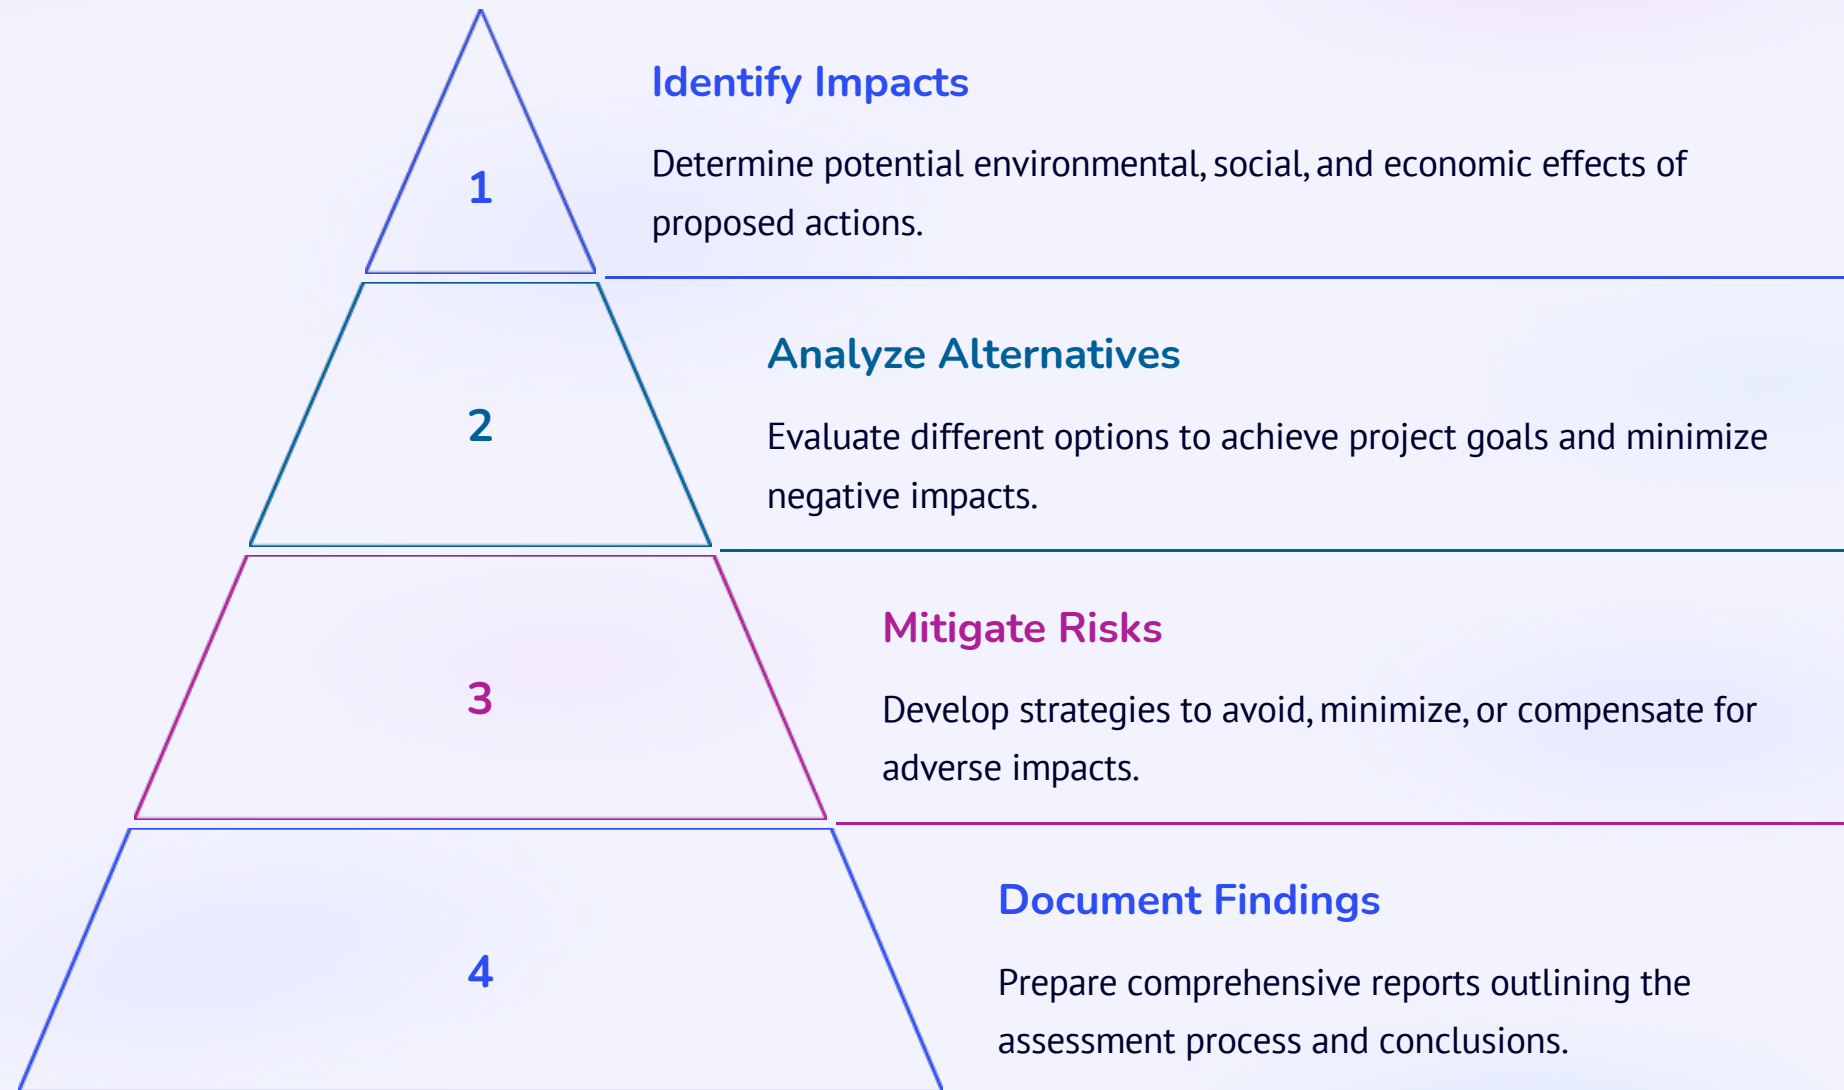 1
Identify Impacts
Determine potential environmental, social, and economic effects of
proposed actions.
2
Analyze Alternatives
Evaluate different options to achieve project goals and minimize
negative impacts.
3
Mitigate Risks
Develop strategies to avoid, minimize, or compensate for
adverse impacts.
4
Document Findings
Prepare comprehensive reports outlining the
assessment process and conclusions.